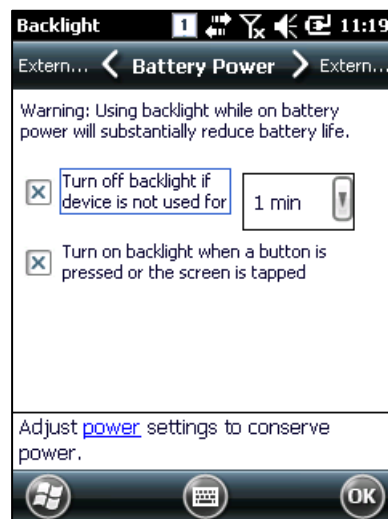 Backlight 1 11:19
Extern... Battery Power Extern...
Warning: Using backlight while on battery
power will substantially reduce battery life.
Turn off backlight if
device is not used for 1 min
Turn on backlight when a button is
pressed or the screen is tapped
Adjust power settings to conserve
power.
OK